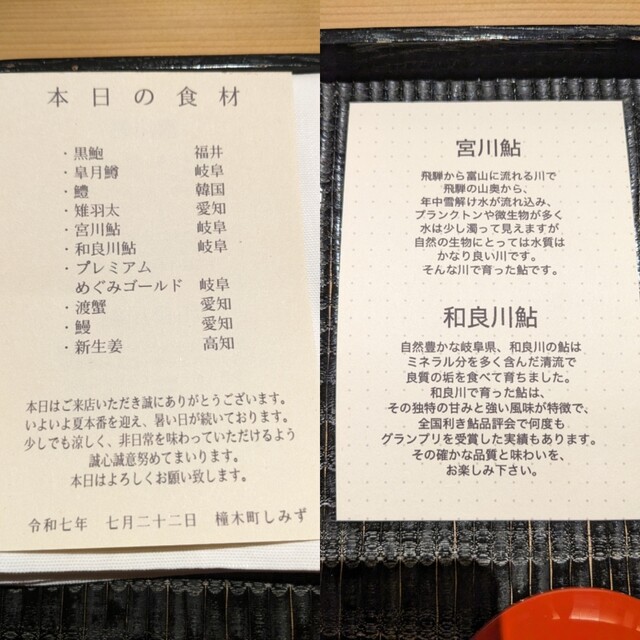 本日の食材
・黒鮑 福井
・皐月鱒 岐阜
・鱧 韓国
・雉羽太 愛知
・宮川鮎 岐阜
・和良川鮎 岐阜
・プレミアム
めぐみゴールド 岐阜
・渡蟹 愛知
・鰻 愛知
・新生姜 高知
本日はご来店いただき誠にありがとうございます。
いよいよ夏本番を迎え、暑い日が続いております。
少しでも涼しく、非日常を味わっていただけるよう
誠心誠意努めてまいります。
本日はよろしくお願い致します。
令和七年 七月二十二日 橦木町しみず
宮川鮎
飛騨から富山に流れる川で
飛騨の山奥から、
年中雪解け水が流れ込み、
プランクトンや微生物が多く
水は少し濁って見えますが
自然の生物にとっては水質は
かなり良い川です。
そんな川で育った鮎です。
和良川鮎
自然豊かな岐阜県、和良川の鮎は
ミネラル分を多く含んだ清流で
良質の垢を食べて育ちました。
和良川で育った鮎は、
その独特の甘みと強い風味が特徴で、
全国利き鮎品評会で何度も
グランプリを受賞した実績もあります。
その確かな品質と味わいを、
お楽しみ下さい。